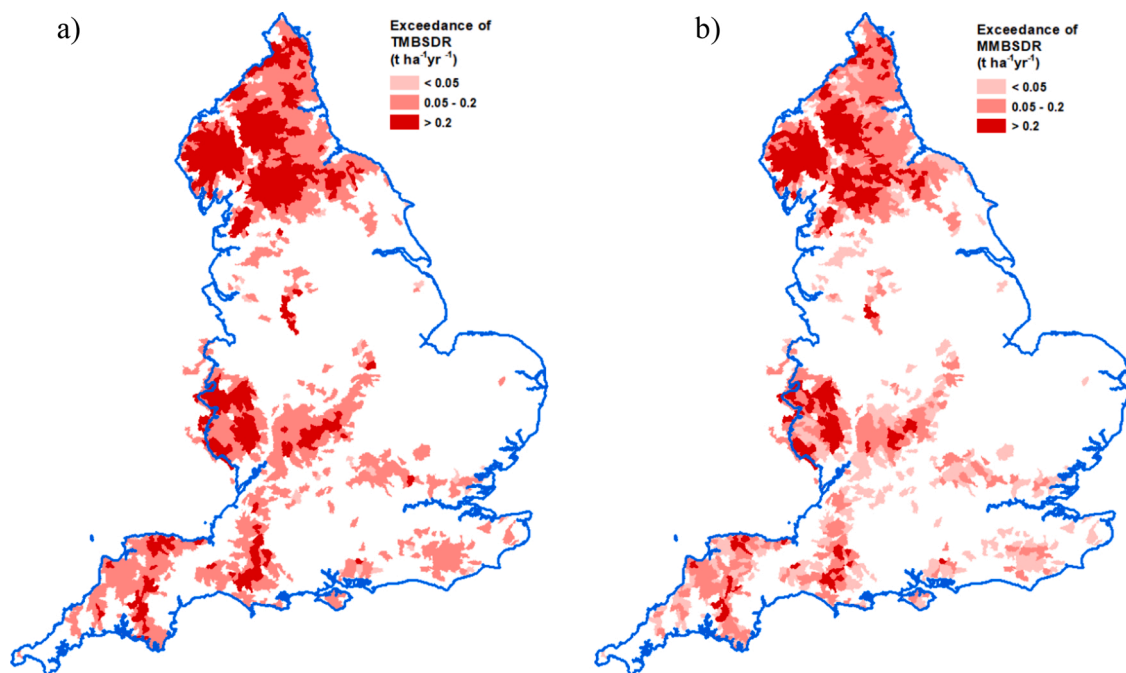 a)
Exceedance of
TMBSDR
(t ha⁻¹yr ⁻¹)
< 0.05
0.05 - 0.2
> 0.2
b)
Exceedance of
MMBSDR
(t ha⁻¹yr⁻¹)
< 0.05
0.05 - 0.2
> 0.2